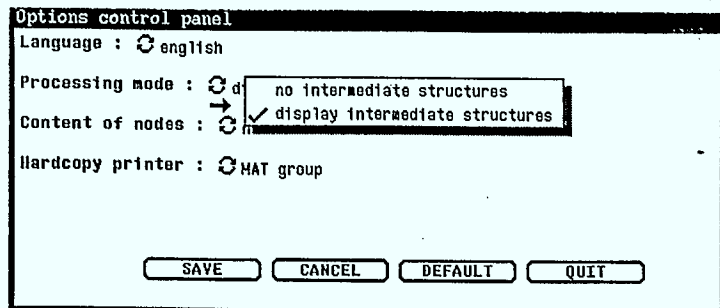 Options control panel
Language : english
Processing mode : d
no intermediate structures
✓ display intermediate structures
Content of nodes :
Hardcopy printer : MAT group
SAVE CANCEL DEFAULT QUIT